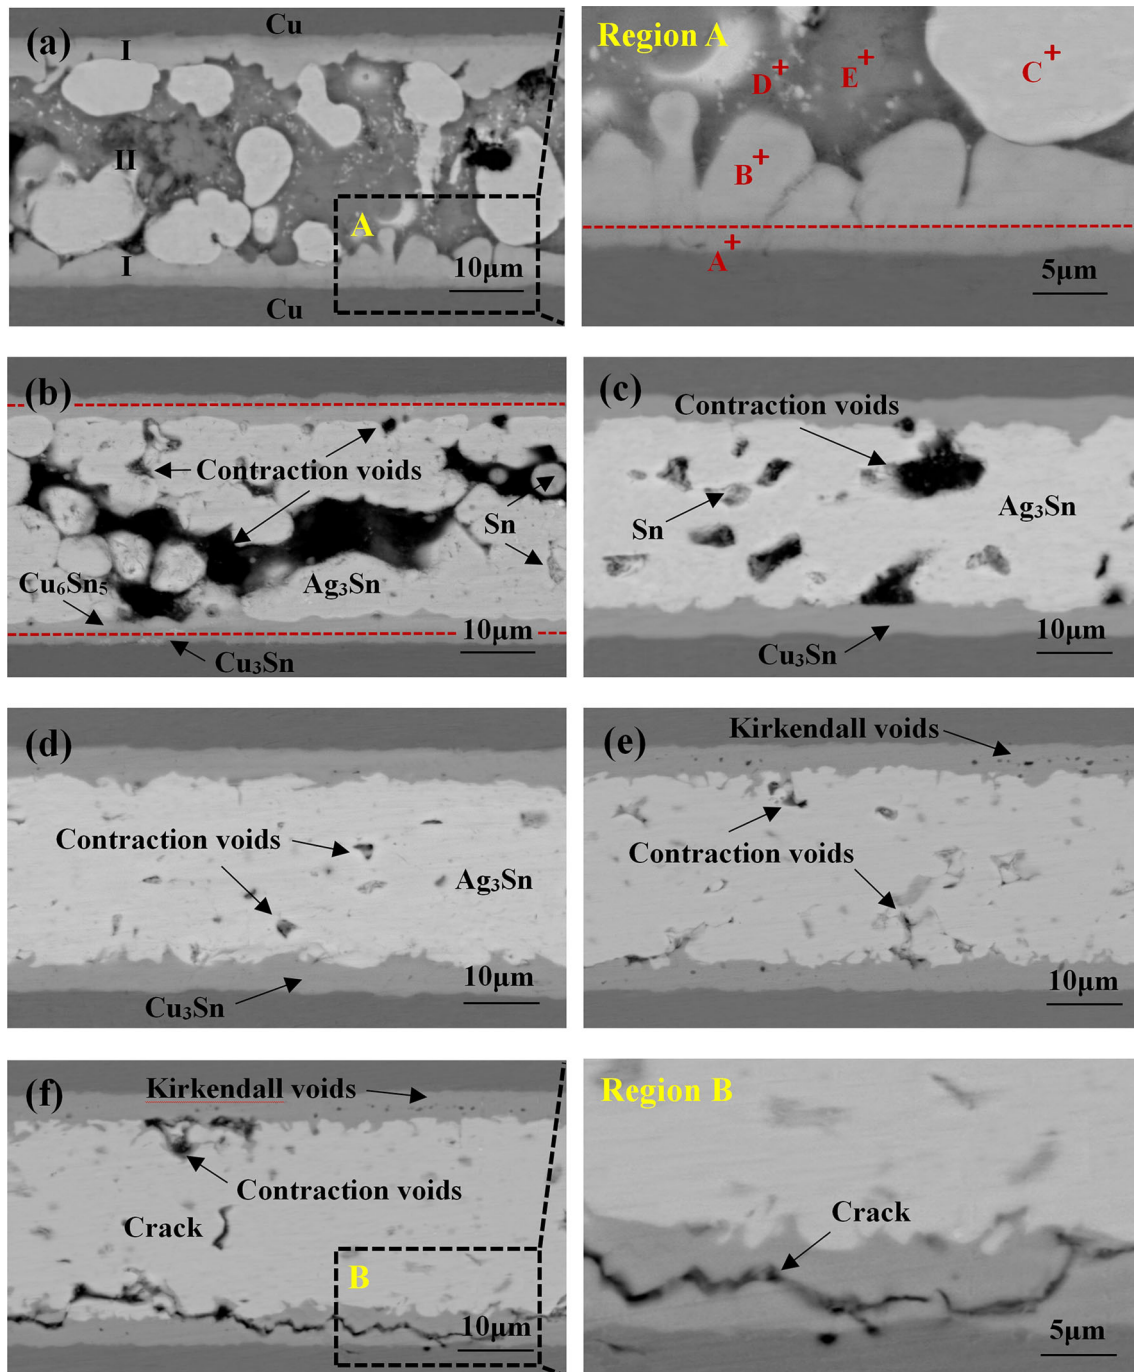 (a)
Cu
I
II
A
I
10μm
Cu
Region A
D
E
C
B
A
5μm
(b)
Contraction voids
Sn
Cu₆Sn₅
Ag₃Sn
10μm
Cu₃Sn
(c)
Contraction voids
Sn
Ag₃Sn
10μm
Cu₃Sn
(d)
Contraction voids
Ag₃Sn
Cu₃Sn
10μm
(e)
Kirkendall voids
Contraction voids
10μm
(f)
Kirkendall voids
Contraction voids
Crack
B
10μm
Region B
Crack
5μm